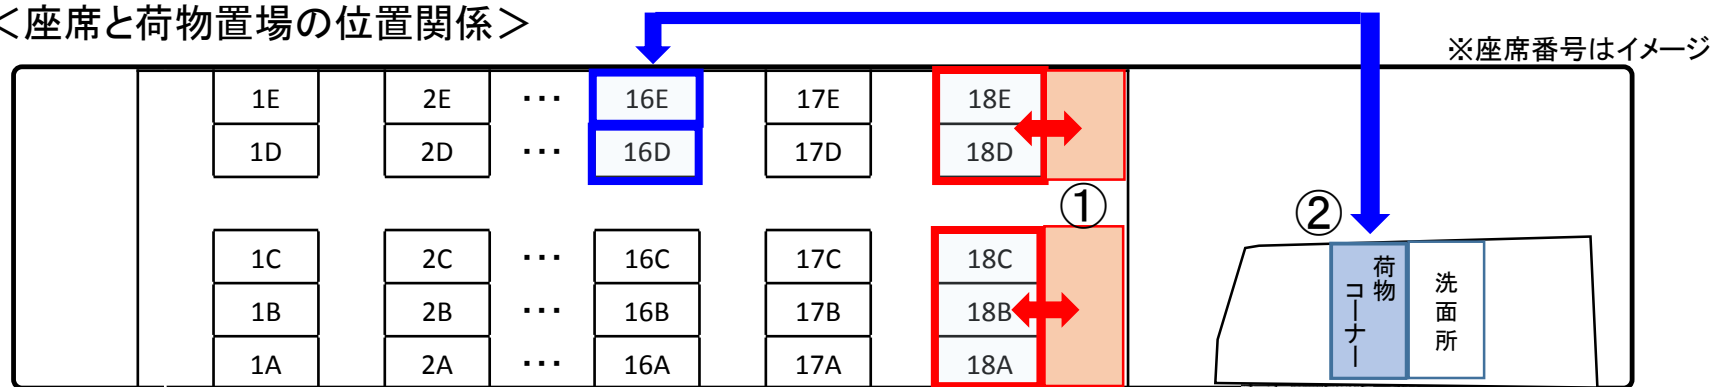 ＜座席と荷物置場の位置関係＞
※座席番号はイメージ
1E 2E ・・・ 16E 17E 18E
1D 2D ・・・ 16D 17D 18D
① ②
1C 2C ・・・ 16C 17C 18C
1B 2B ・・・ 16B 17B 18B
1A 2A ・・・ 16A 17A 18A
荷物
コーナー
洗面所